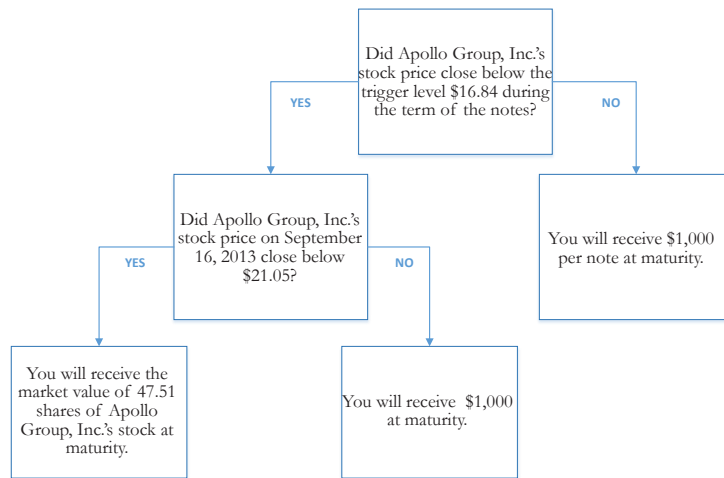 Did Apollo Group, Inc.'s
stock price close below the
trigger level $16.84 during
the term of the notes?
YES
NO
Did Apollo Group, Inc.'s
stock price on September
16, 2013 close below
$21.05?
You will receive $1,000
per note at maturity.
YES
NO
You will receive the
market value of 47.51
shares of Apollo
Group, Inc.'s stock at
maturity.
You will receive $1,000
at maturity.